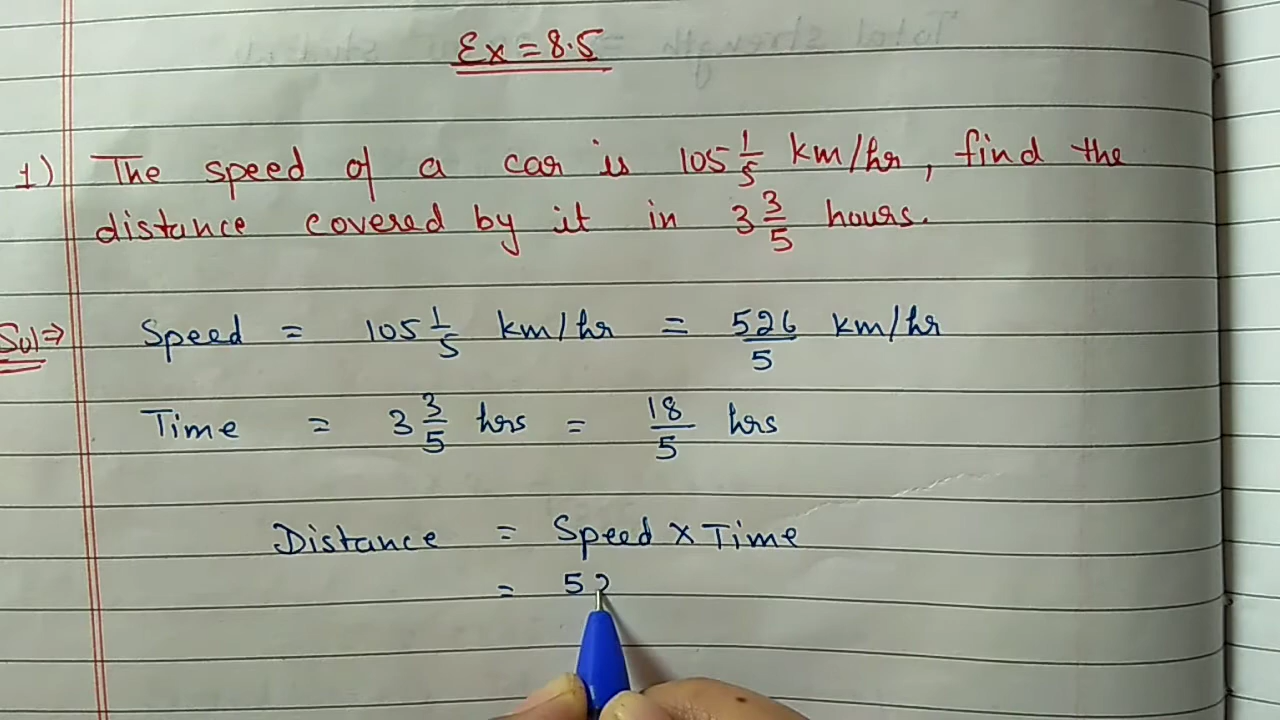 Ex = 8.5
1) The speed of a car is 105 1/5 km/hr, find the
distance covered by it in 3 3/5 hours.
Sol⇒ Speed = 105 1/5 km/hr = 526/5 km/hr
Time = 3 3/5 hrs = 18/5 hrs
Distance = Speed × Time
= 52